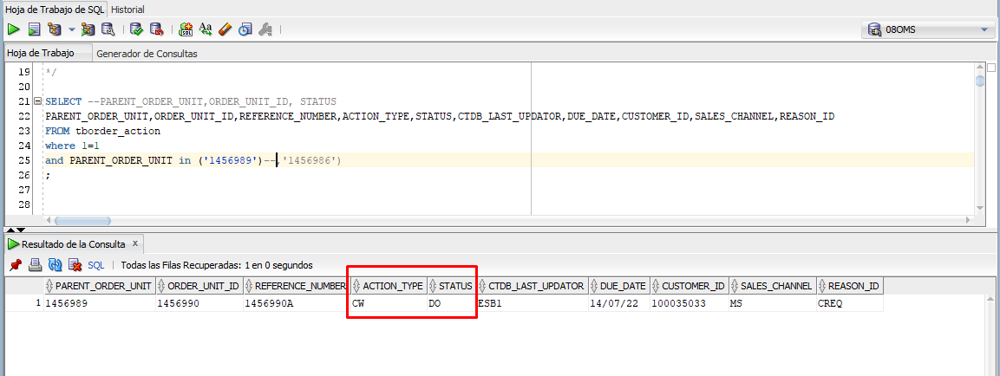 Hoja de Trabajo de SQL Historial
08OMS
Hoja de Trabajo Generador de Consultas
19 */
20
21 SELECT --PARENT_ORDER_UNIT,ORDER_UNIT_ID, STATUS
22 PARENT_ORDER_UNIT,ORDER_UNIT_ID,REFERENCE_NUMBER,ACTION_TYPE,STATUS,CTDB_LAST_UPDATOR,DUE_DATE,CUSTOMER_ID,SALES_CHANNEL,REASON_ID
23 FROM tborder_action
24 where 1=1
25 and PARENT_ORDER_UNIT in ('1456989')--,'1456986')
26 ;
27
28
Resultado de la Consulta x
SQL | Todas las Filas Recuperadas: 1 en 0 segundos
PARENT_ORDER_UNIT ORDER_UNIT_ID REFERENCE_NUMBER ACTION_TYPE STATUS CTDB_LAST_UPDATOR DUE_DATE CUSTOMER_ID SALES_CHANNEL REASON_ID
1 1456989 1456990 1456990A CW DO ESB1 14/07/22 100035033 MS CREQ